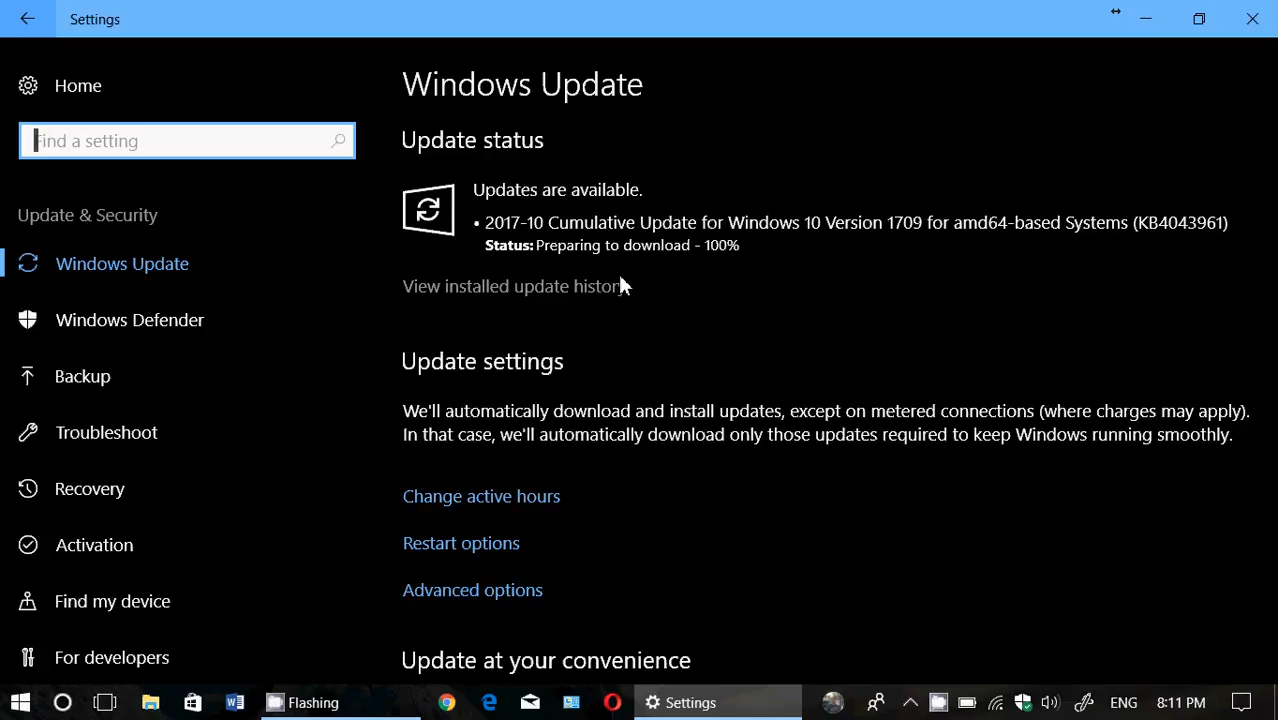 Settings
Home
Find a setting
Update & Security
Windows Update
Windows Defender
Backup
Troubleshoot
Recovery
Activation
Find my device
For developers
Windows Update
Update status
Updates are available.
• 2017-10 Cumulative Update for Windows 10 Version 1709 for amd64-based Systems (KB4043961)
Status: Preparing to download - 100%
View installed update history
Update settings
We'll automatically download and install updates, except on metered connections (where charges may apply).
In that case, we'll automatically download only those updates required to keep Windows running smoothly.
Change active hours
Restart options
Advanced options
Update at your convenience
Flashing
Settings
ENG
8:11 PM